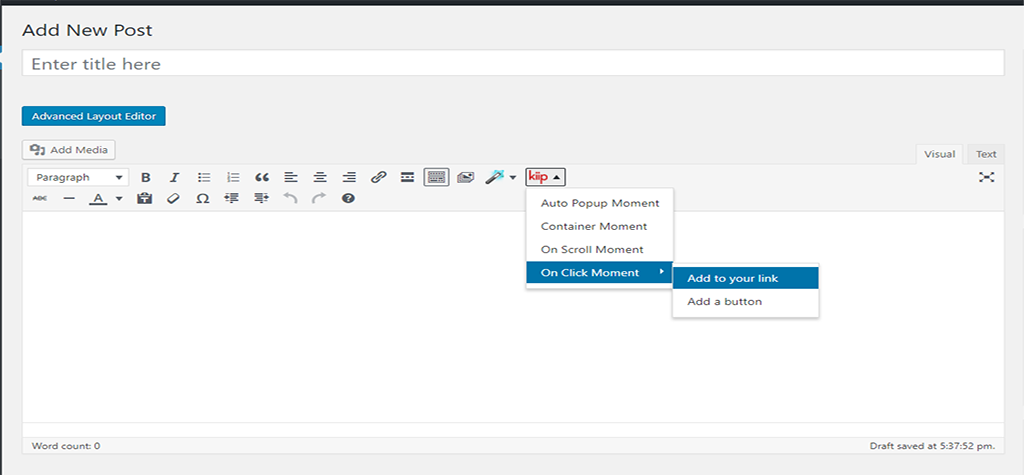 Add New Post
Enter title here
Advanced Layout Editor
Add Media
Visual Text
Paragraph B I kiip
ABC A
Auto Popup Moment
Container Moment
On Scroll Moment
On Click Moment
Add to your link
Add a button
Word count: 0 Draft saved at 5:37:52 pm.